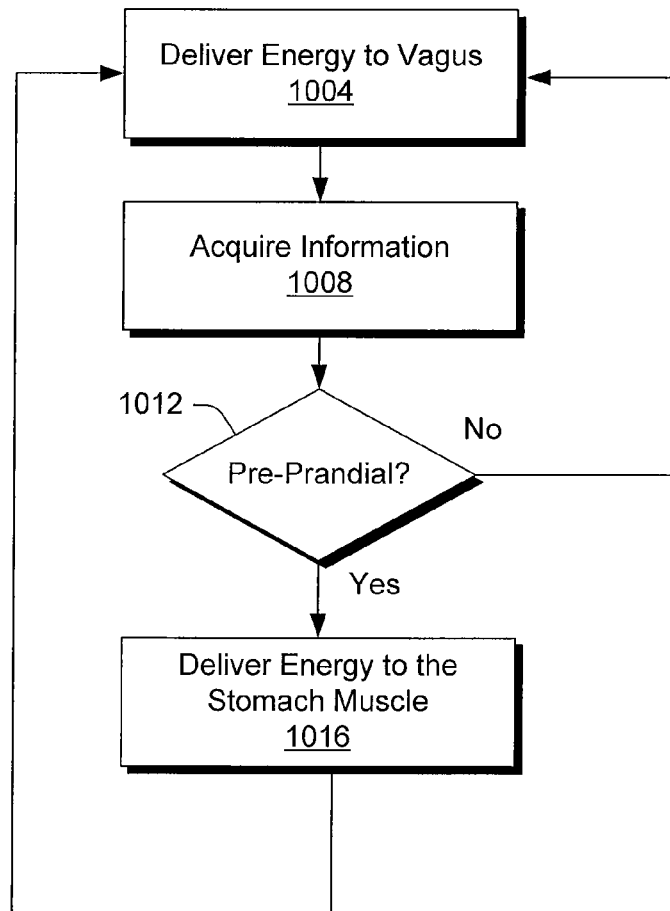 Deliver Energy to Vagus
1004
Acquire Information
1008
1012
No
Pre-Prandial?
Yes
Deliver Energy to the
Stomach Muscle
1016